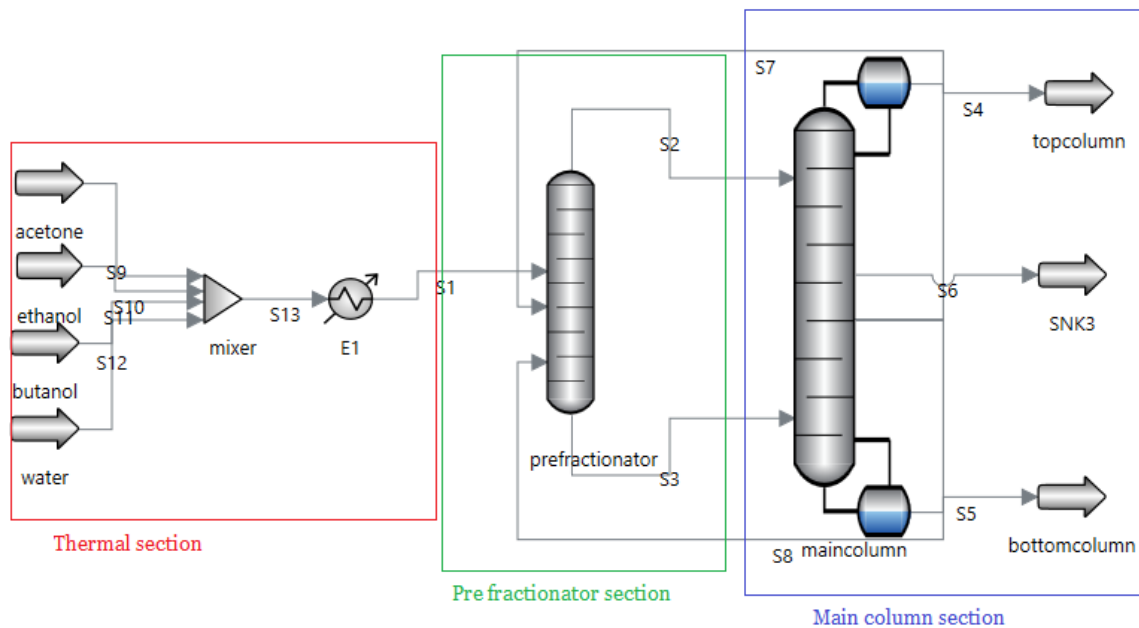 S7
S4
topcolumn
S2
acetone
S9
S10
S11
ethanol
S12
butanol
water
S13
mixer
E1
S1
prefractionator
S3
S6
SNK3
S5
bottomcolumn
maincolumn
S8
Thermal section
Pre fractionator section
Main column section